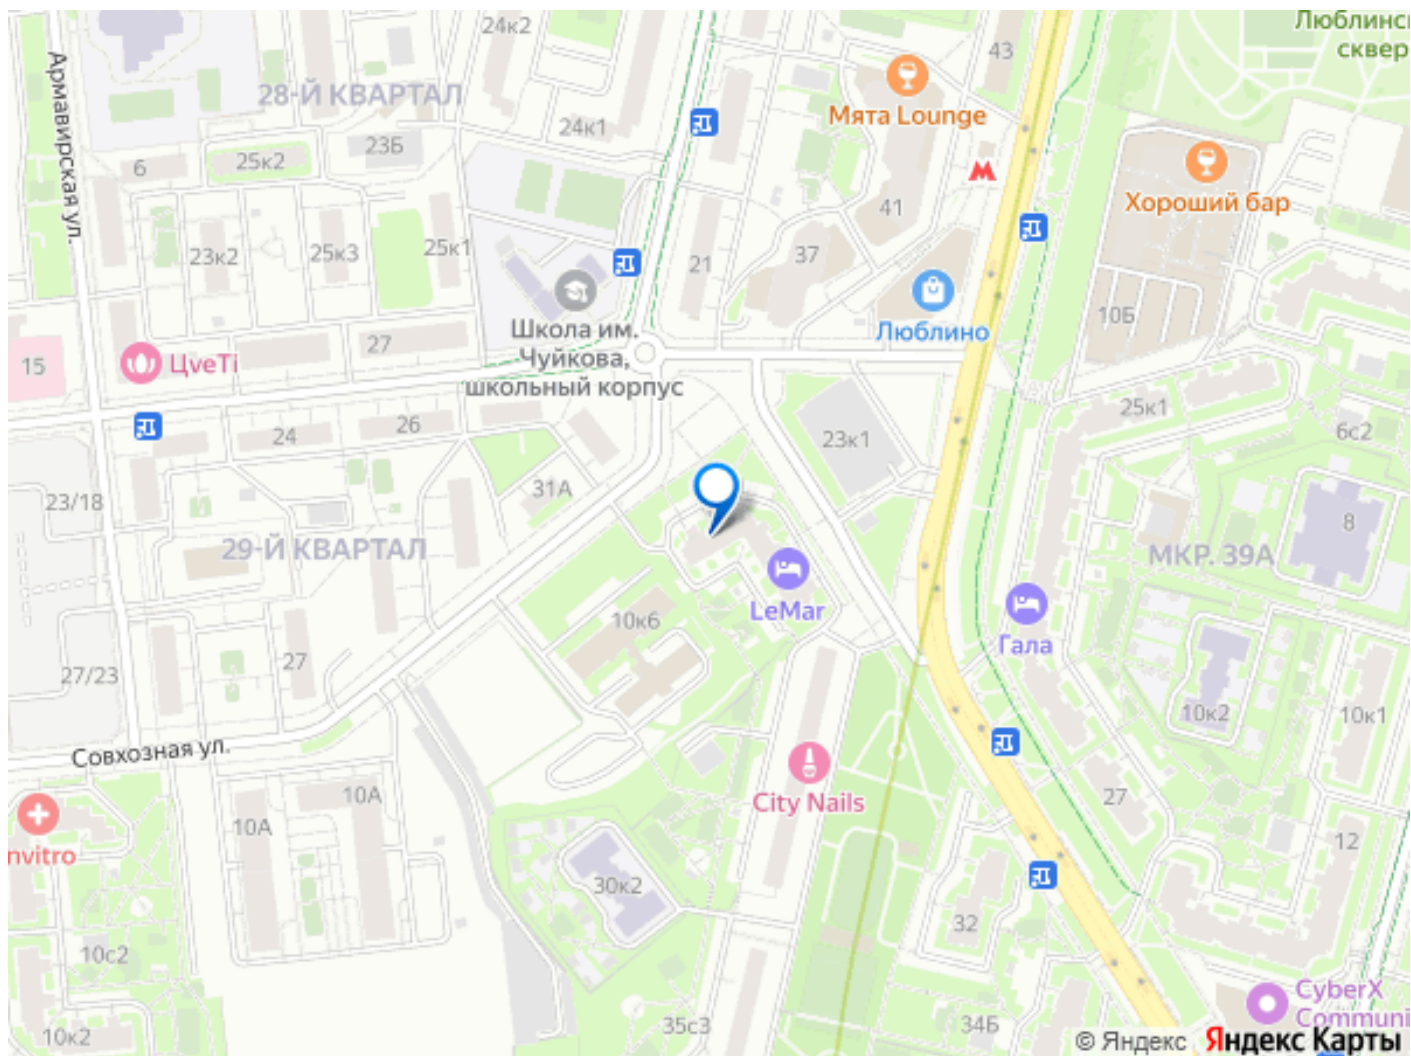 24к2
43
Люблинс
сквер
Армавирская ул.
28-Й КВАРТАЛ
Мята Lounge
24к1
23Б
6
25к2
Хороший бар
41
23к2
25к3
25к1
21
37
10Б
Школа им.
Чуйкова,
школьный корпус
Люблино
27
15
ЦveTi
25к1
24
26
23к1
6с2
31А
23/18
8
29-Й КВАРТАЛ
МКР. 39А
LeMar
10к6
Гала
27
27/23
10к2
10к1
Совхозная ул.
City Nails
10А
10А
27
nvitro
12
30к2
32
10с2
CyberX
Communi
35с3
34Б
10к2
© Яндекс Яндекс Карты